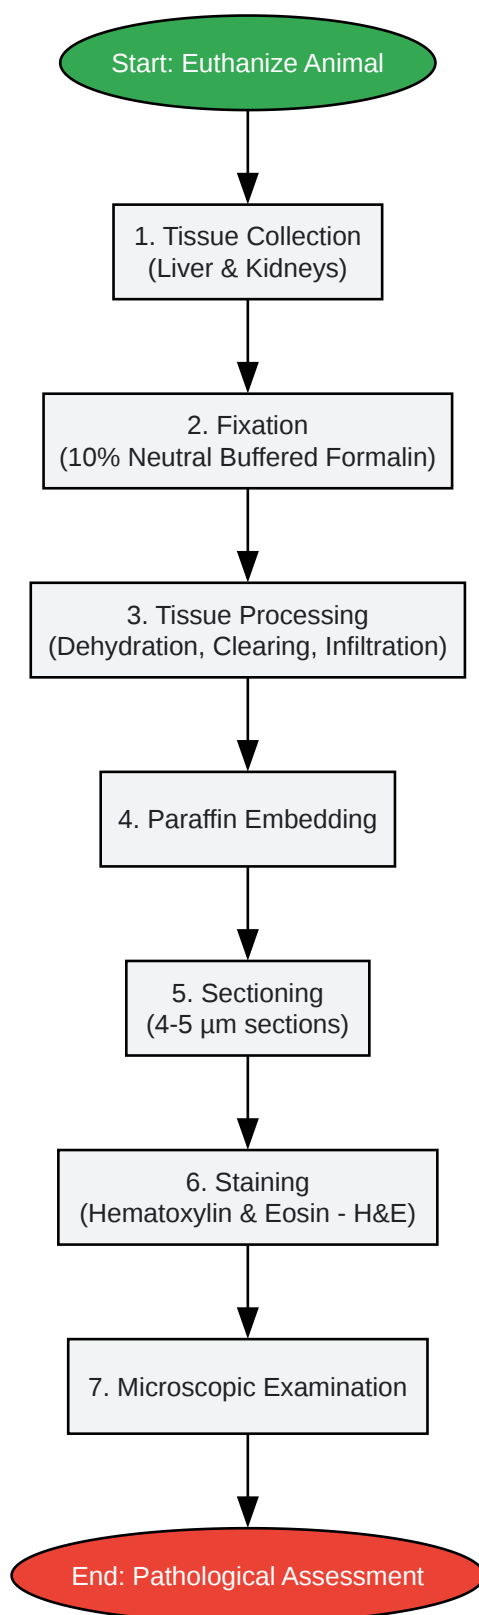 Start: Euthanize Animal
1. Tissue Collection
(Liver & Kidneys)
2. Fixation
(10% Neutral Buffered Formalin)
3. Tissue Processing
(Dehydration, Clearing, Infiltration)
4. Paraffin Embedding
5. Sectioning
(4-5 µm sections)
6. Staining
(Hematoxylin & Eosin - H&E)
7. Microscopic Examination
End: Pathological Assessment